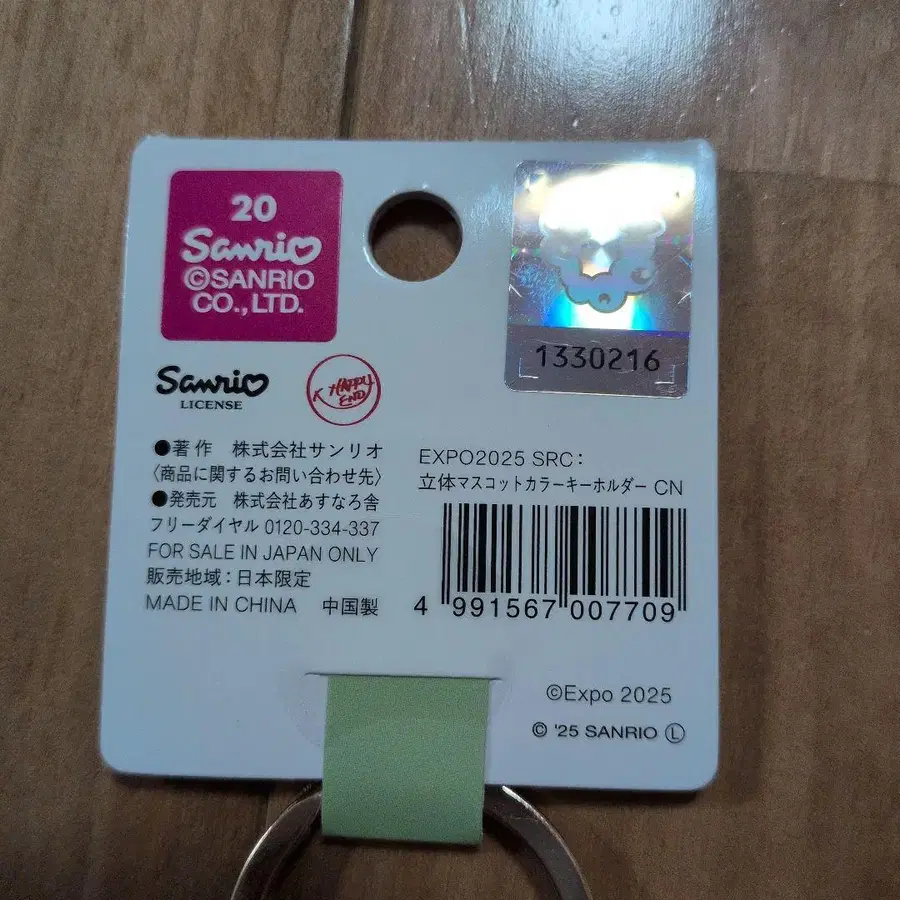 20
Sanrio
©SANRIO
CO.,LTD.
1330216
Sanrio
LICENSE
K HAPPY
END
●著作 株式会社サンリオ
〈商品に関するお問い合わせ先〉
●発売元 株式会社あすなろ舎
フリーダイヤル 0120-334-337
FOR SALE IN JAPAN ONLY
販売地域：日本限定
MADE IN CHINA 中国製
EXPO2025 SRC：
立体マスコットカラーキーホルダー CN
4 991567 007709
©Expo 2025
© '25 SANRIO Ⓛ